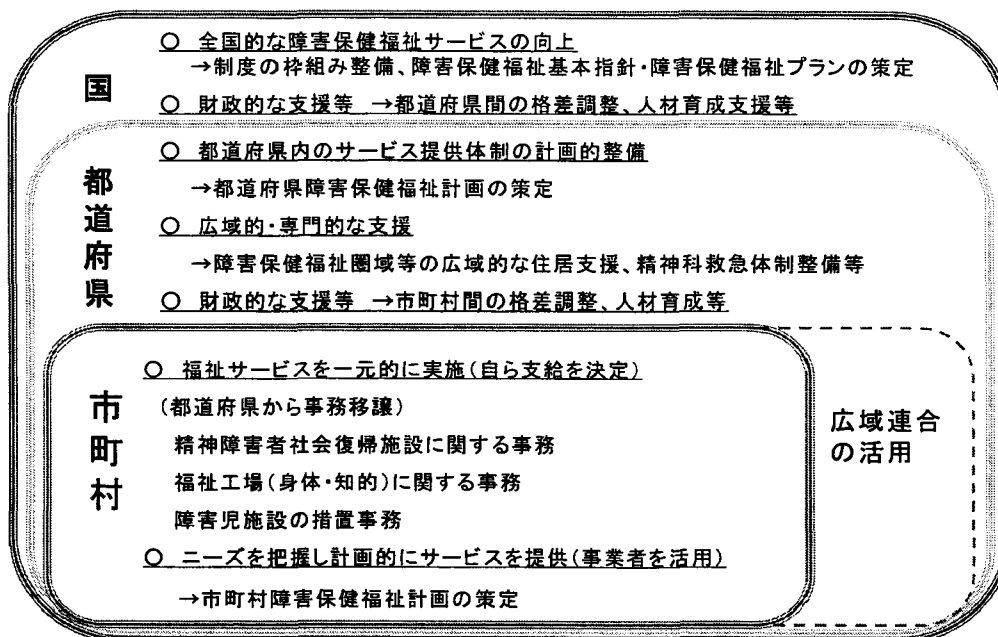 国
○ 全国的な障害保健福祉サービスの向上
→制度の枠組み整備、障害保健福祉基本指針・障害保健福祉プランの策定
○ 財政的な支援等 →都道府県間の格差調整、人材育成支援等
都道府県
○ 都道府県内のサービス提供体制の計画的整備
→都道府県障害保健福祉計画の策定
○ 広域的・専門的な支援
→障害保健福祉圏域等の広域的な住居支援、精神科救急体制整備等
○ 財政的な支援等 →市町村間の格差調整、人材育成等
市町村
○ 福祉サービスを一元的に実施(自ら支給を決定)
(都道府県から事務移譲)
精神障害者社会復帰施設に関する事務
福祉工場(身体・知的)に関する事務
障害児施設の措置事務
○ ニーズを把握し計画的にサービスを提供(事業者を活用)
→市町村障害保健福祉計画の策定
広域連合
の活用